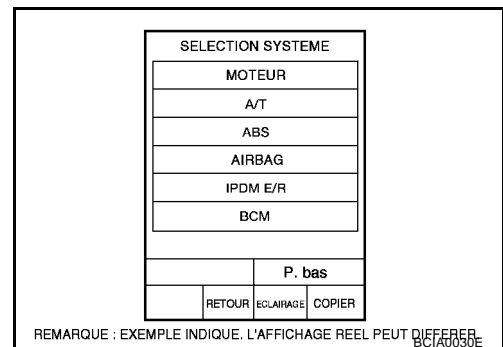 SELECTION SYSTEME
MOTEUR
A/T
ABS
AIRBAG
IPDM E/R
BCM
P. bas
RETOUR ECLAIRAGE COPIER
REMARQUE : EXEMPLE INDIQUE. L'AFFICHAGE REEL PEUT DIFFERER.
BCIA0030E